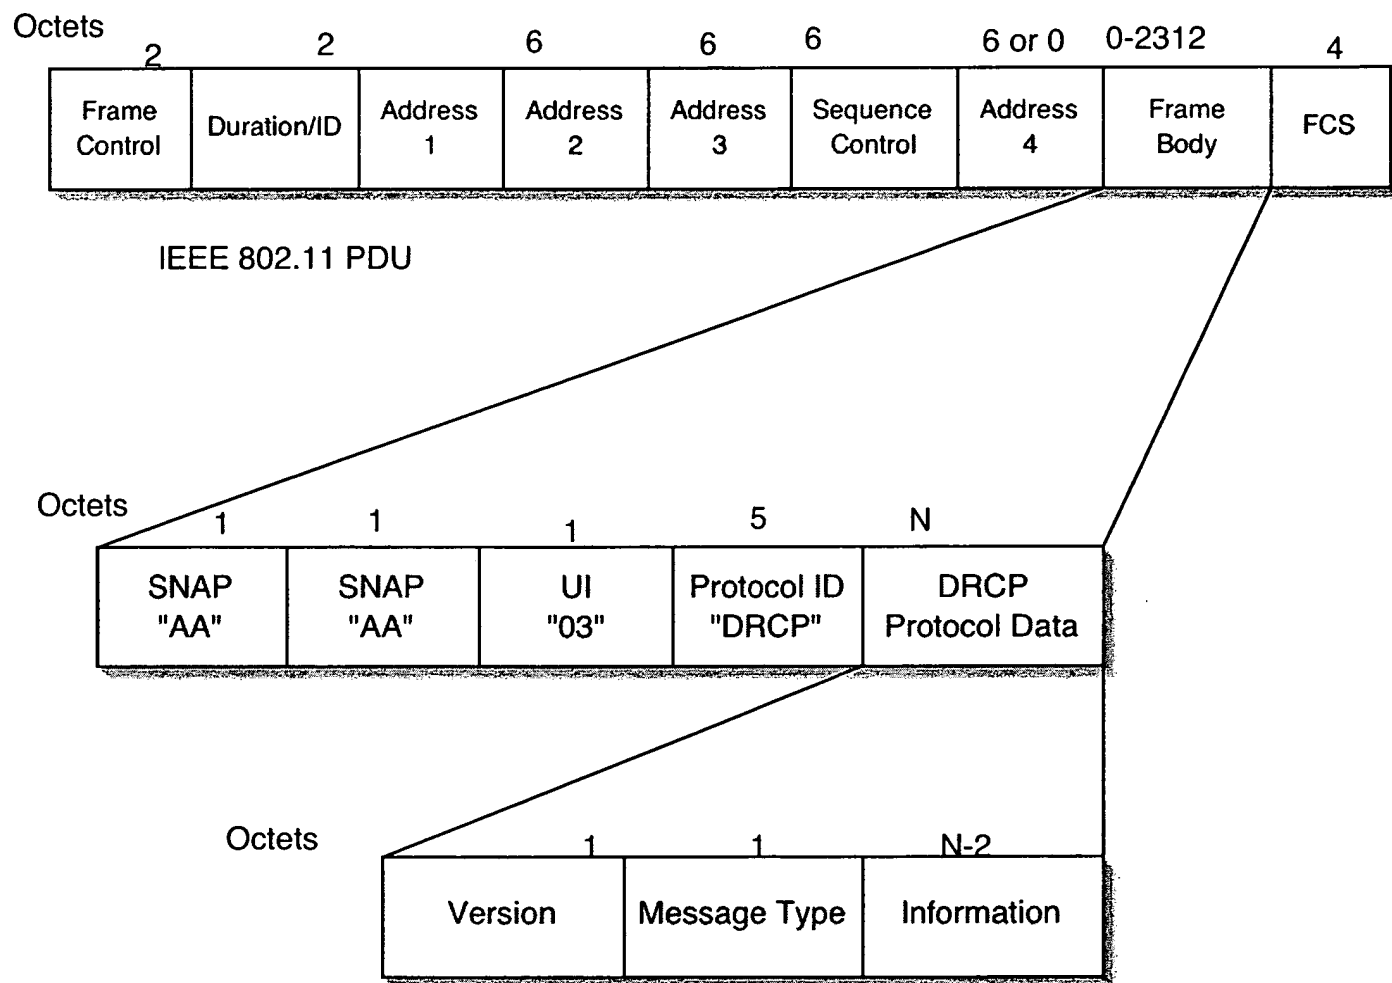 Octets
2 2 6 6 6 6 or 0 0-2312 4
Frame
Control
Duration/ID
Address
1
Address
2
Address
3
Sequence
Control
Address
4
Frame
Body
FCS
IEEE 802.11 PDU
Octets
1 1 1 5 N
SNAP
"AA"
SNAP
"AA"
UI
"03"
Protocol ID
"DRCP"
DRCP
Protocol Data
Octets
1 1 N-2
Version
Message Type
Information